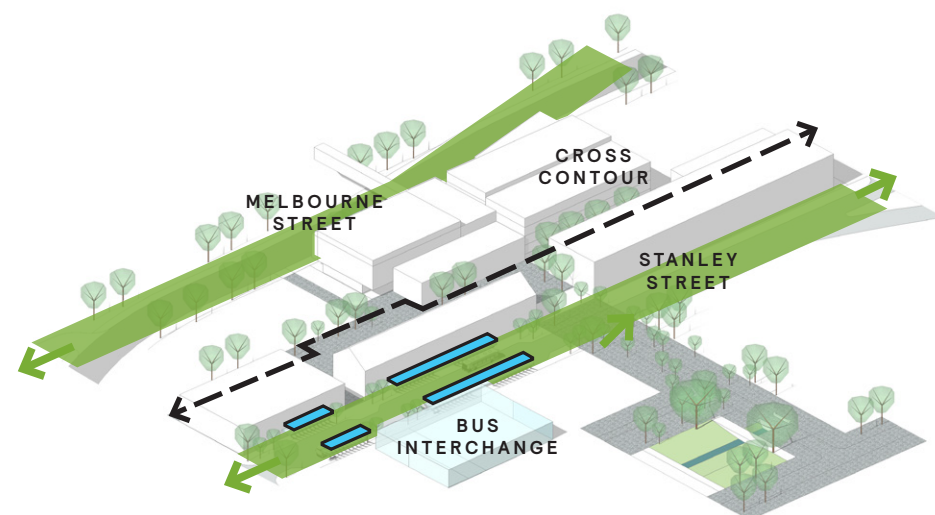 CROSS
CONTOUR
MELBOURNE
STREET
STANLEY
STREET
BUS
INTERCHANGE